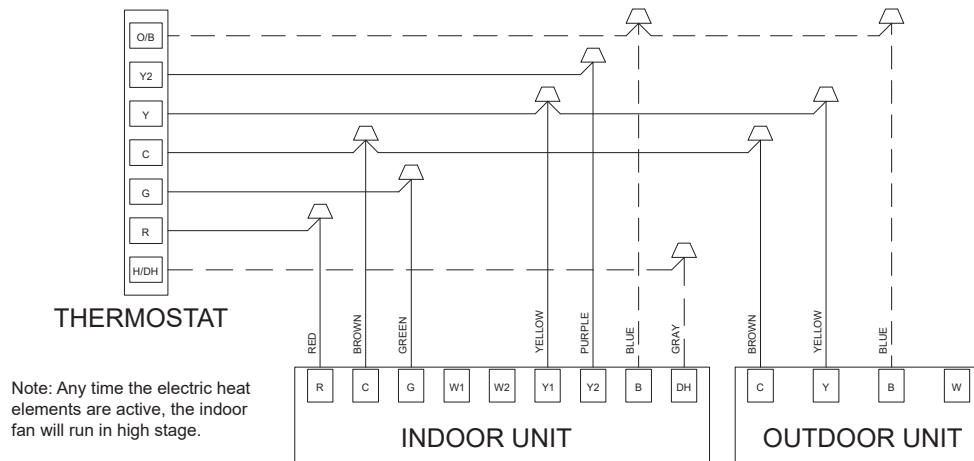 O/B
Y2
Y
C
G
R
H/DH
THERMOSTAT
RED
BROWN
GREEN
YELLOW
PURPLE
BLUE
GRAY
BROWN
YELLOW
BLUE
Note: Any time the electric heat
elements are active, the indoor
fan will run in high stage.
R C G W1 W2 Y1 Y2 B DH
INDOOR UNIT
C Y B W
OUTDOOR UNIT